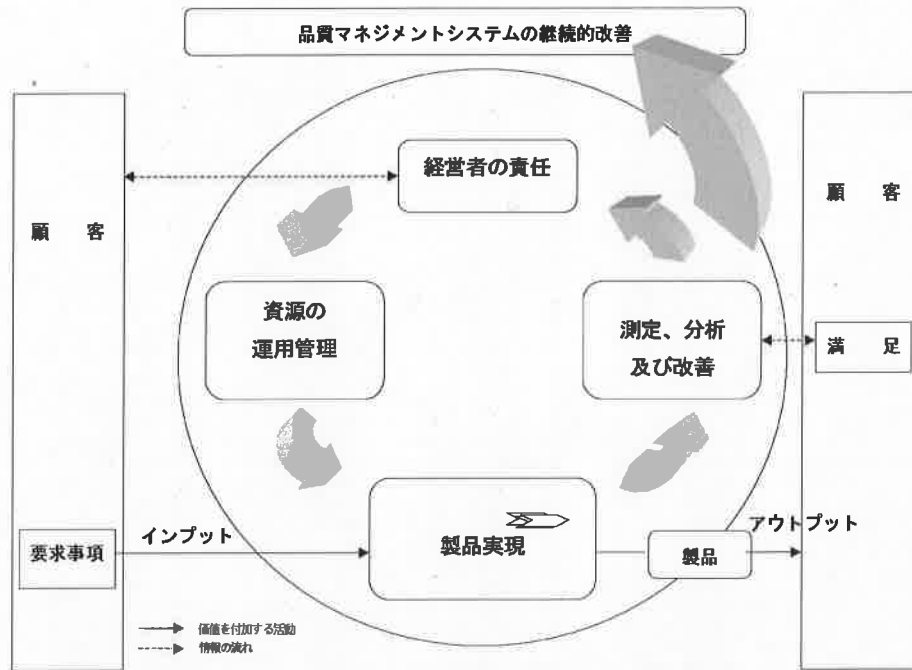 品質マネジメントシステムの継続的改善
経営者の責任
顧　客
顧　客
資源の
運用管理
測定、分析
及び改善
満　足
インプット
アウトプット
要求事項
製品実現
製品
価値を付加する活動
情報の流れ